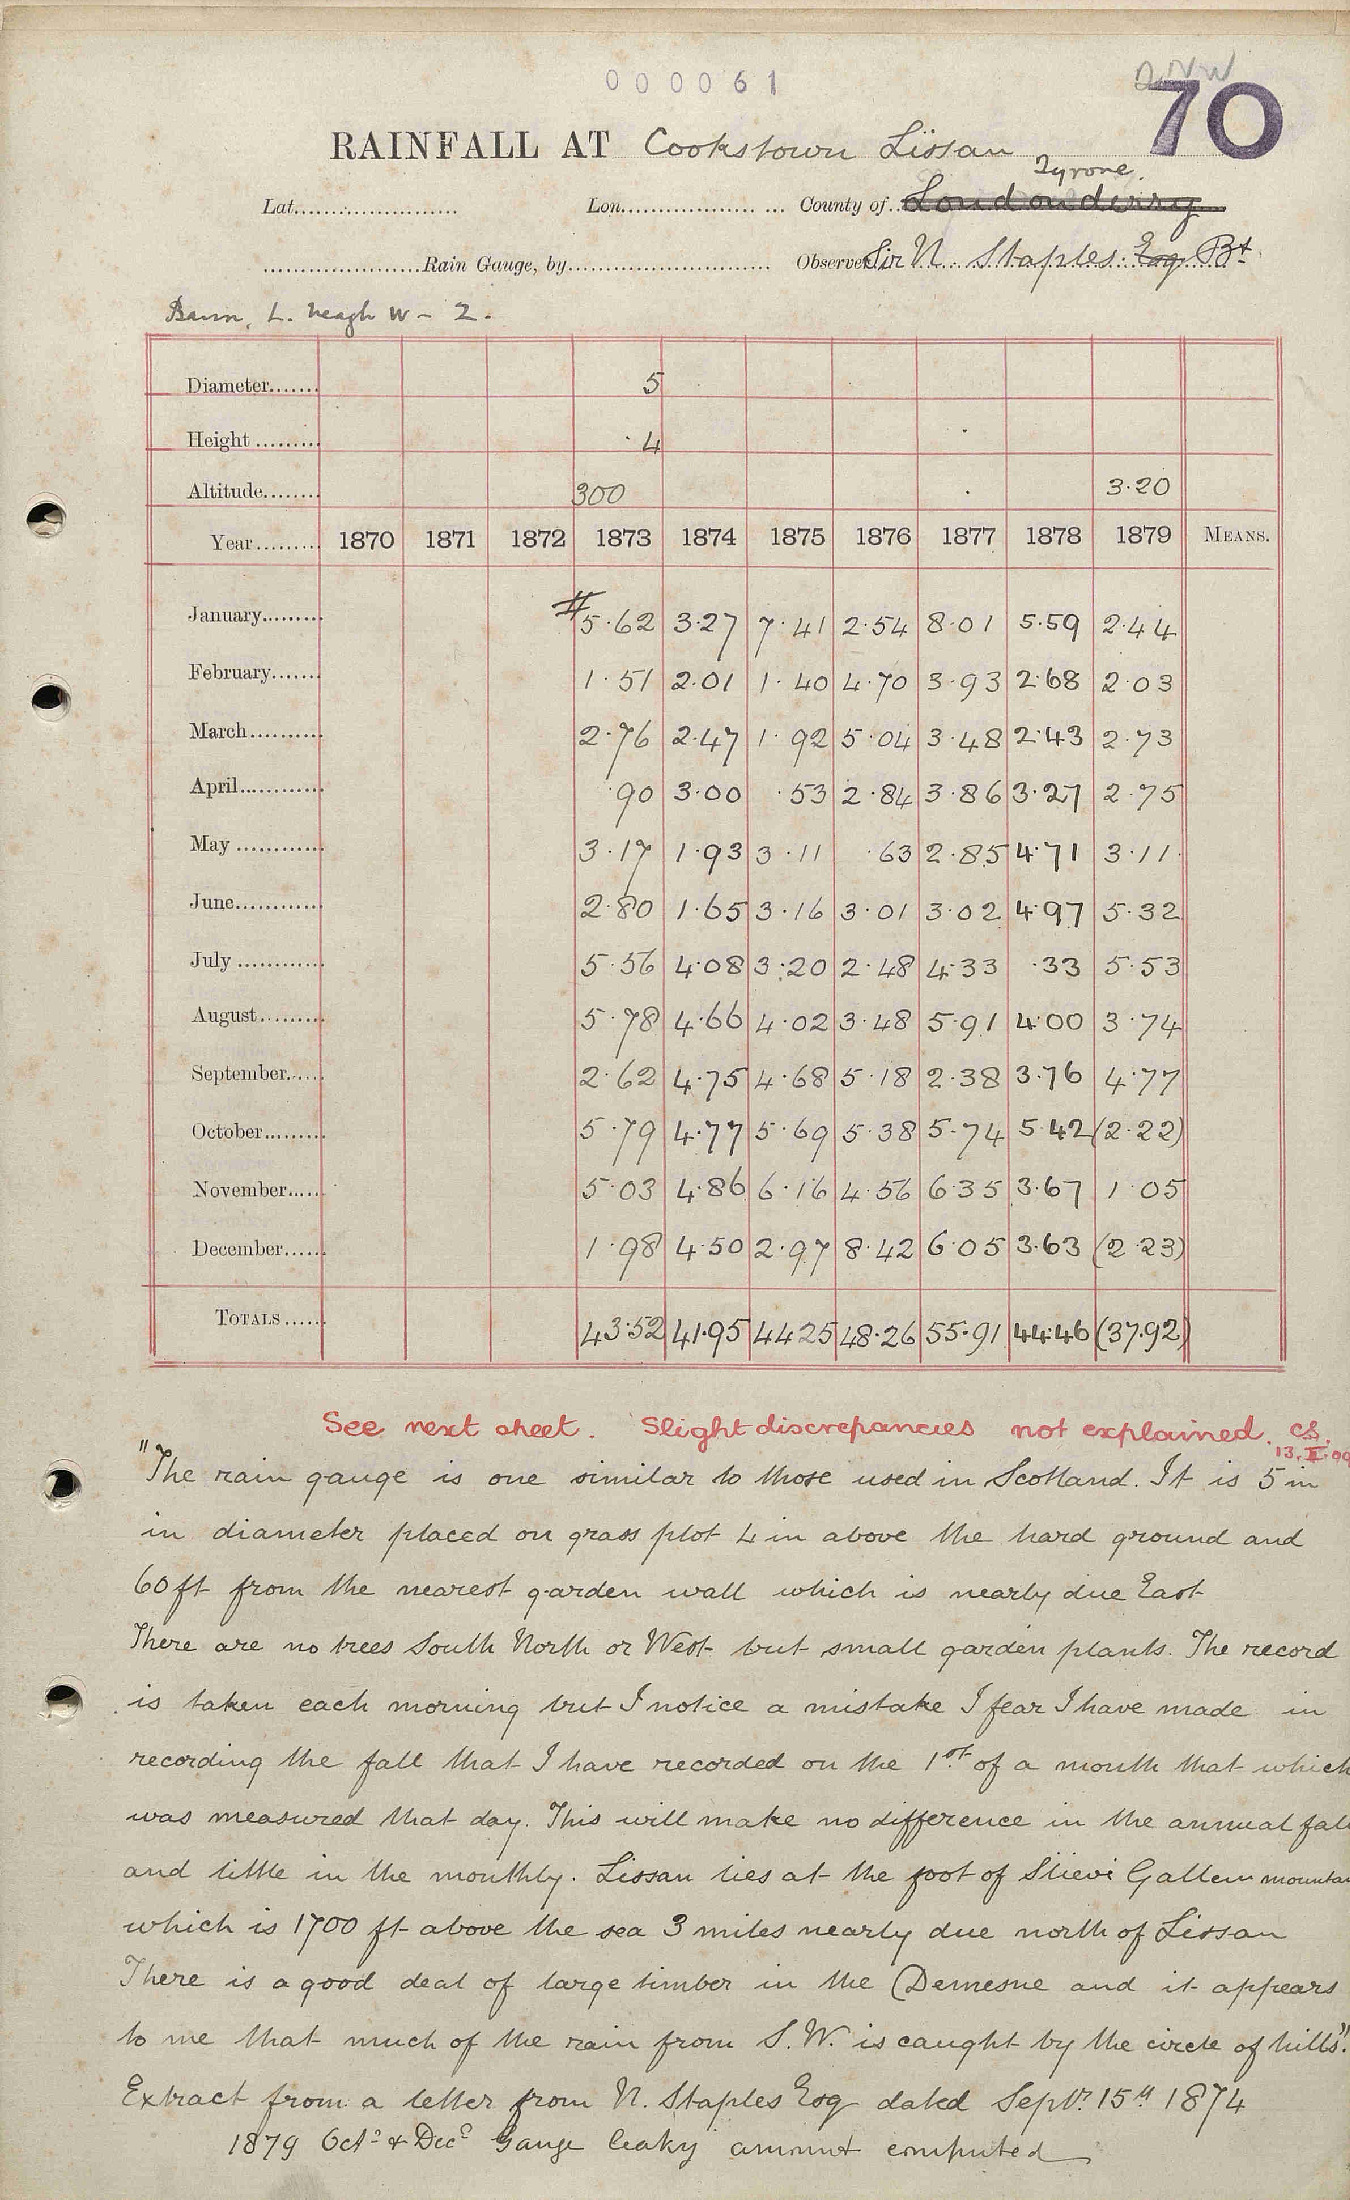 000061
70
RAINFALL AT Cookstown Lissan
Tyrone.
Lat. Lon. County of Londonderry
Rain Gauge, by Observer Sir N. Staples Esq Bt
Bann, L. Neagh W - 2.
Diameter 5
Height 4
Altitude 300 3.20
Year 1870 1871 1872 1873 1874 1875 1876 1877 1878 1879 MEANS.
January # 5.62 3.27 7.41 2.54 8.01 5.59 2.44
February 1.51 2.01 1.40 4.70 3.93 2.68 2.03
March 2.76 2.47 1.92 5.04 3.48 2.43 2.73
April .90 3.00 .53 2.84 3.86 3.27 2.75
May 3.17 1.93 3.11 .63 2.85 4.71 3.11
June 2.80 1.65 3.16 3.01 3.02 4.97 5.32
July 5.56 4.08 3.20 2.48 4.33 .33 5.53
August 5.78 4.66 4.02 3.48 5.91 4.00 3.74
September 2.62 4.75 4.68 5.18 2.38 3.76 4.77
October 5.79 4.77 5.69 5.38 5.74 5.42 (2.22)
November 5.03 4.86 6.16 4.56 6.35 3.67 1.05
December 1.98 4.50 2.97 8.42 6.05 3.63 (2.23)
TOTALS 43.52 41.95 44.25 48.26 55.91 44.46 (37.92)
See next sheet. Slight discrepancies not explained. CS.
13.II.09
"The rain gauge is one similar to those used in Scotland. It is 5 in
in diameter placed on grass plot 4 in above the hard ground and
60 ft from the nearest garden wall which is nearly due East
There are no trees South North or West but small garden plants. The record
is taken each morning but I notice a mistake I fear I have made in
recording the fall that I have recorded on the 1st of a month that which
was measured that day. This will make no difference in the annual fall
and little in the monthly. Lissan lies at the foot of Slievi Gallem mountai
which is 1700 ft above the sea 3 miles nearly due north of Lissan
There is a good deal of large timber in the Demesne and it appears
to me that much of the rain from S.W. is caught by the circle of hills".
Extract from a letter from N. Staples Esq dated Septr 15th 1874
1879 Octr & Decr Gauge leaky amount computed